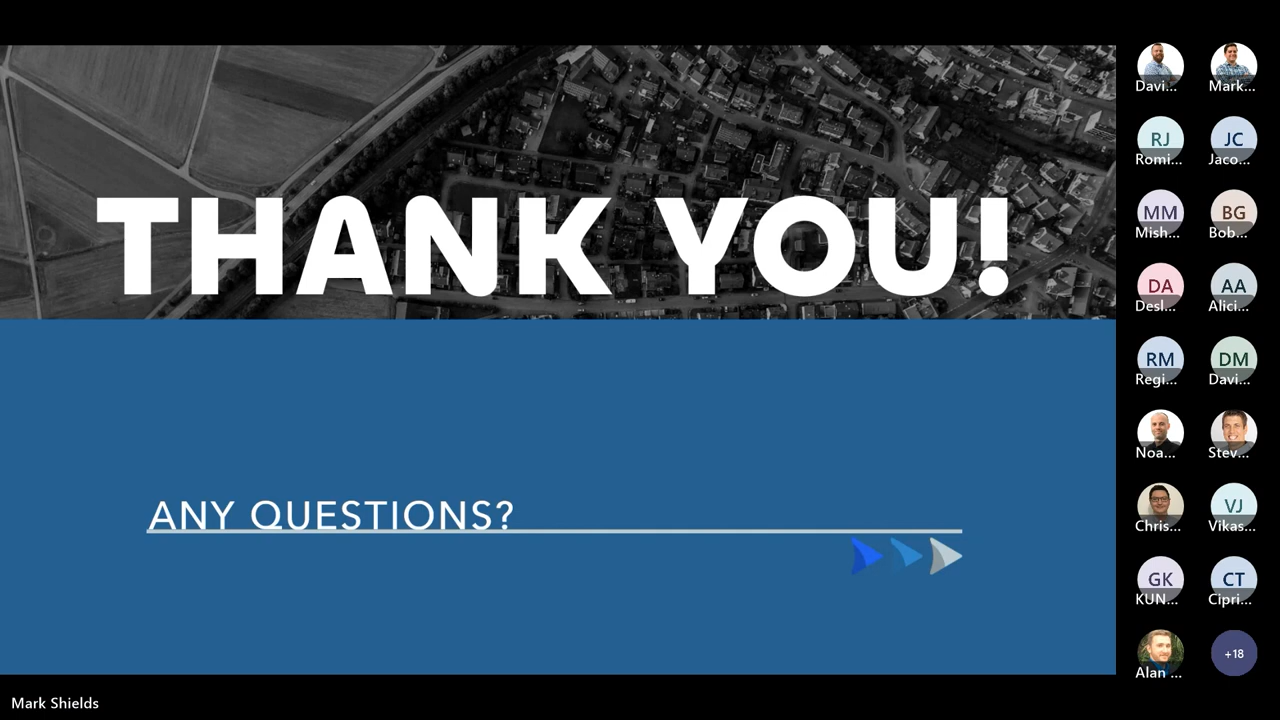 THANK YOU!
ANY QUESTIONS?
Davi...
Mark...
RJ
Romi...
JC
Jaco...
MM
Mish...
BG
Bob...
DA
Desl...
AA
Alici...
RM
Regi...
DM
Davi...
Noa...
Stev...
Chris...
VJ
Vikas...
GK
KUN...
CT
Cipri...
Alan ...
+18
Mark Shields